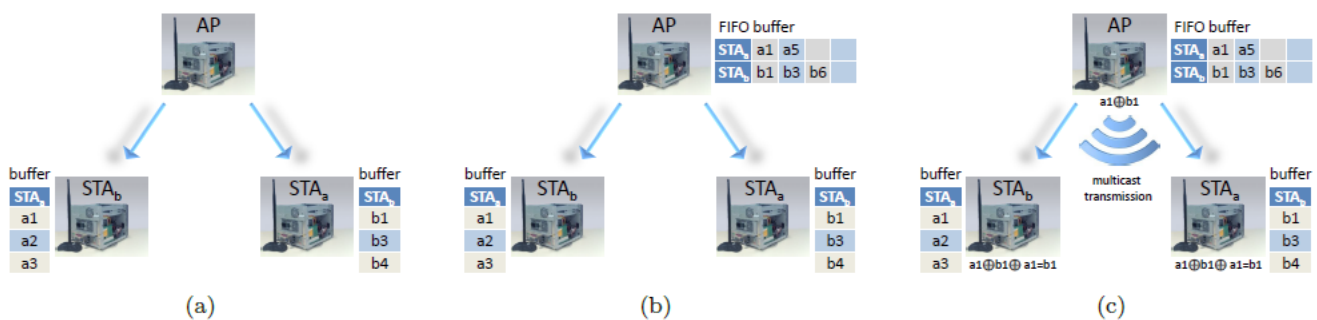 AP
buffer
STAa
a1
a2
a3
STAb
STAa
buffer
STAb
b1
b3
b4
(a)
AP
FIFO buffer
STAa a1 a5
STAb b1 b3 b6
buffer
STAa
a1
a2
a3
STAb
STAa
buffer
STAb
b1
b3
b4
(b)
AP
FIFO buffer
STAa a1 a5
STAb b1 b3 b6
a1⊕b1
multicast
transmission
buffer
STAa
a1
a2
a3
STAb
a1⊕b1⊕ a1=b1
STAa
a1⊕b1⊕ a1=b1
buffer
STAb
b1
b3
b4
(c)